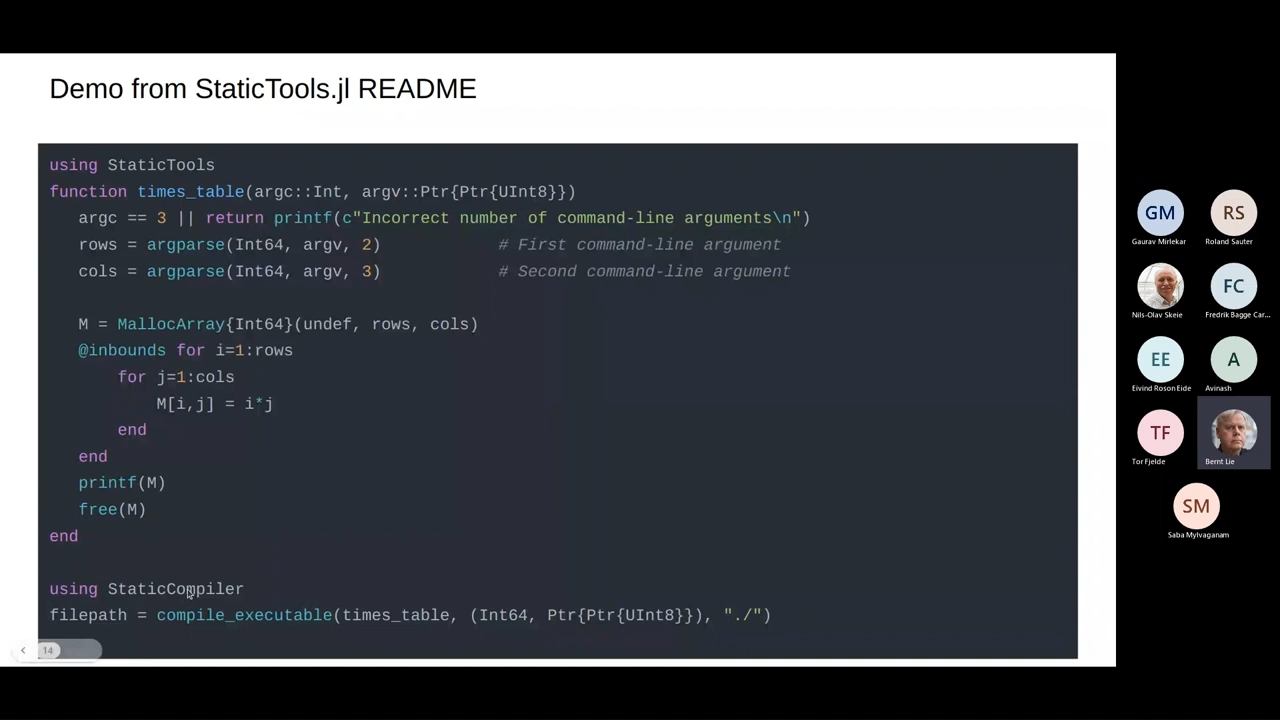 Demo from StaticTools.jl README
using StaticTools
function times_table(argc::Int, argv::Ptr{Ptr{UInt8}})
argc == 3 || return printf(c"Incorrect number of command-line arguments\n")
rows = argparse(Int64, argv, 2) # First command-line argument
cols = argparse(Int64, argv, 3) # Second command-line argument
M = MallocArray{Int64}(undef, rows, cols)
@inbounds for i=1:rows
for j=1:cols
M[i,j] = i*j
end
end
printf(M)
free(M)
end
using StaticCompiler
filepath = compile_executable(times_table, (Int64, Ptr{Ptr{UInt8}}), "./")
14
GM
Gaurav Mirlekar
RS
Roland Sauter
Nils-Olav Skeie
FC
Fredrik Bagge Car...
EE
Eivind Roson Eide
A
Avinash
TF
Tor Fjelde
Bernt Lie
SM
Saba Mylvaganam